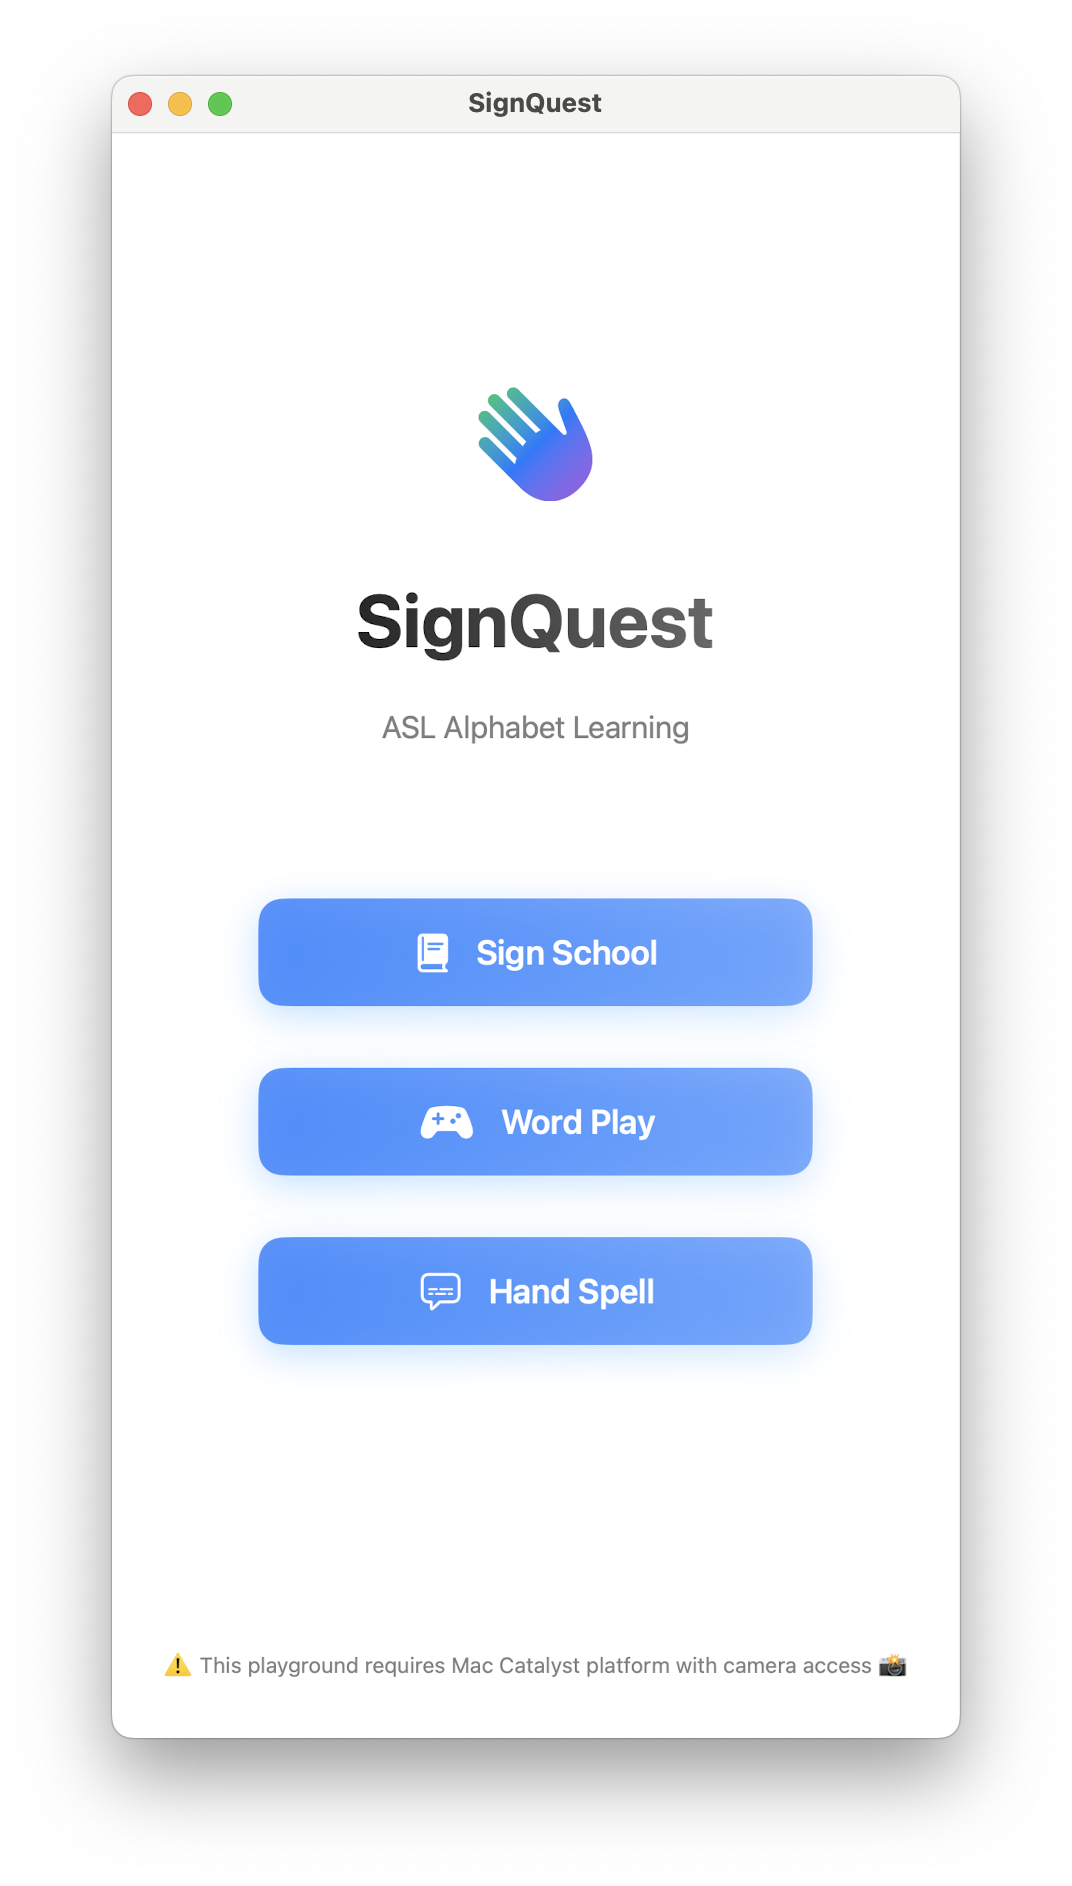 SignQuest
SignQuest
ASL Alphabet Learning
Sign School
Word Play
Hand Spell
⚠️ This playground requires Mac Catalyst platform with camera access 📸